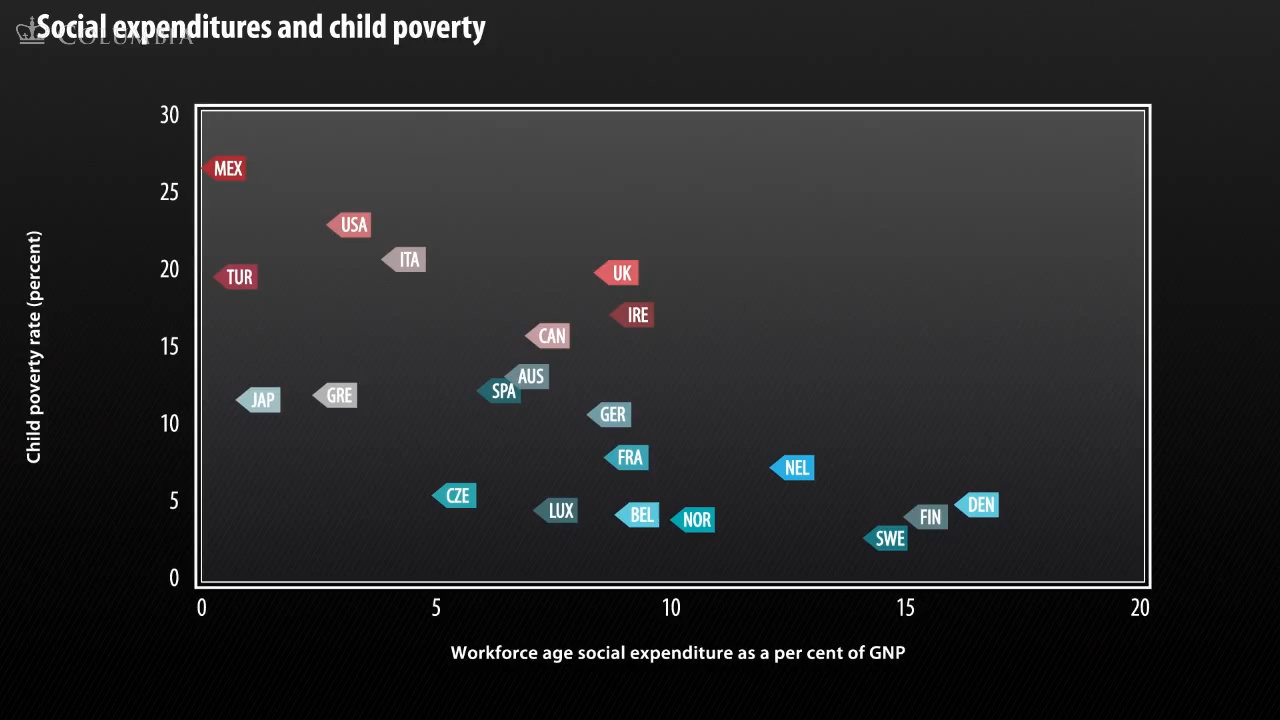 Social expenditures and child poverty
COLUMBIA
30
MEX
25
USA
ITA
20
UK
TUR
IRE
CAN
15
AUS
SPA
GRE
JAP
GER
10
FRA
NEL
CZE
5
DEN
LUX
BEL
FIN
NOR
SWE
0
0 5 10 15 20
Child poverty rate (percent)
Workforce age social expenditure as a per cent of GNP